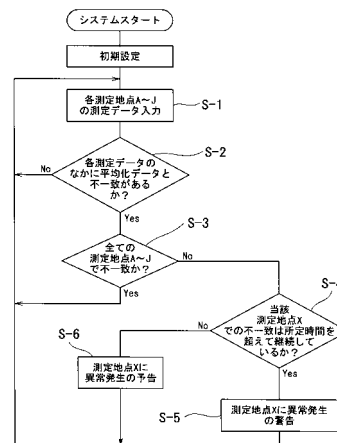 システムスタート
初期設定
各測定地点A～J
の測定データ入力
S-1
各測定データの
なかに平均化データと
不一致がある
か？
S-2
No
Yes
全ての
測定地点A～J
で不一致か？
S-3
No
Yes
当該
測定地点X
での不一致は所定時間を
超えて継続して
いるか？
No
Yes
S-6
測定地点Xに
異常発生の予告
S-5
測定地点Xに異常発生
の警告